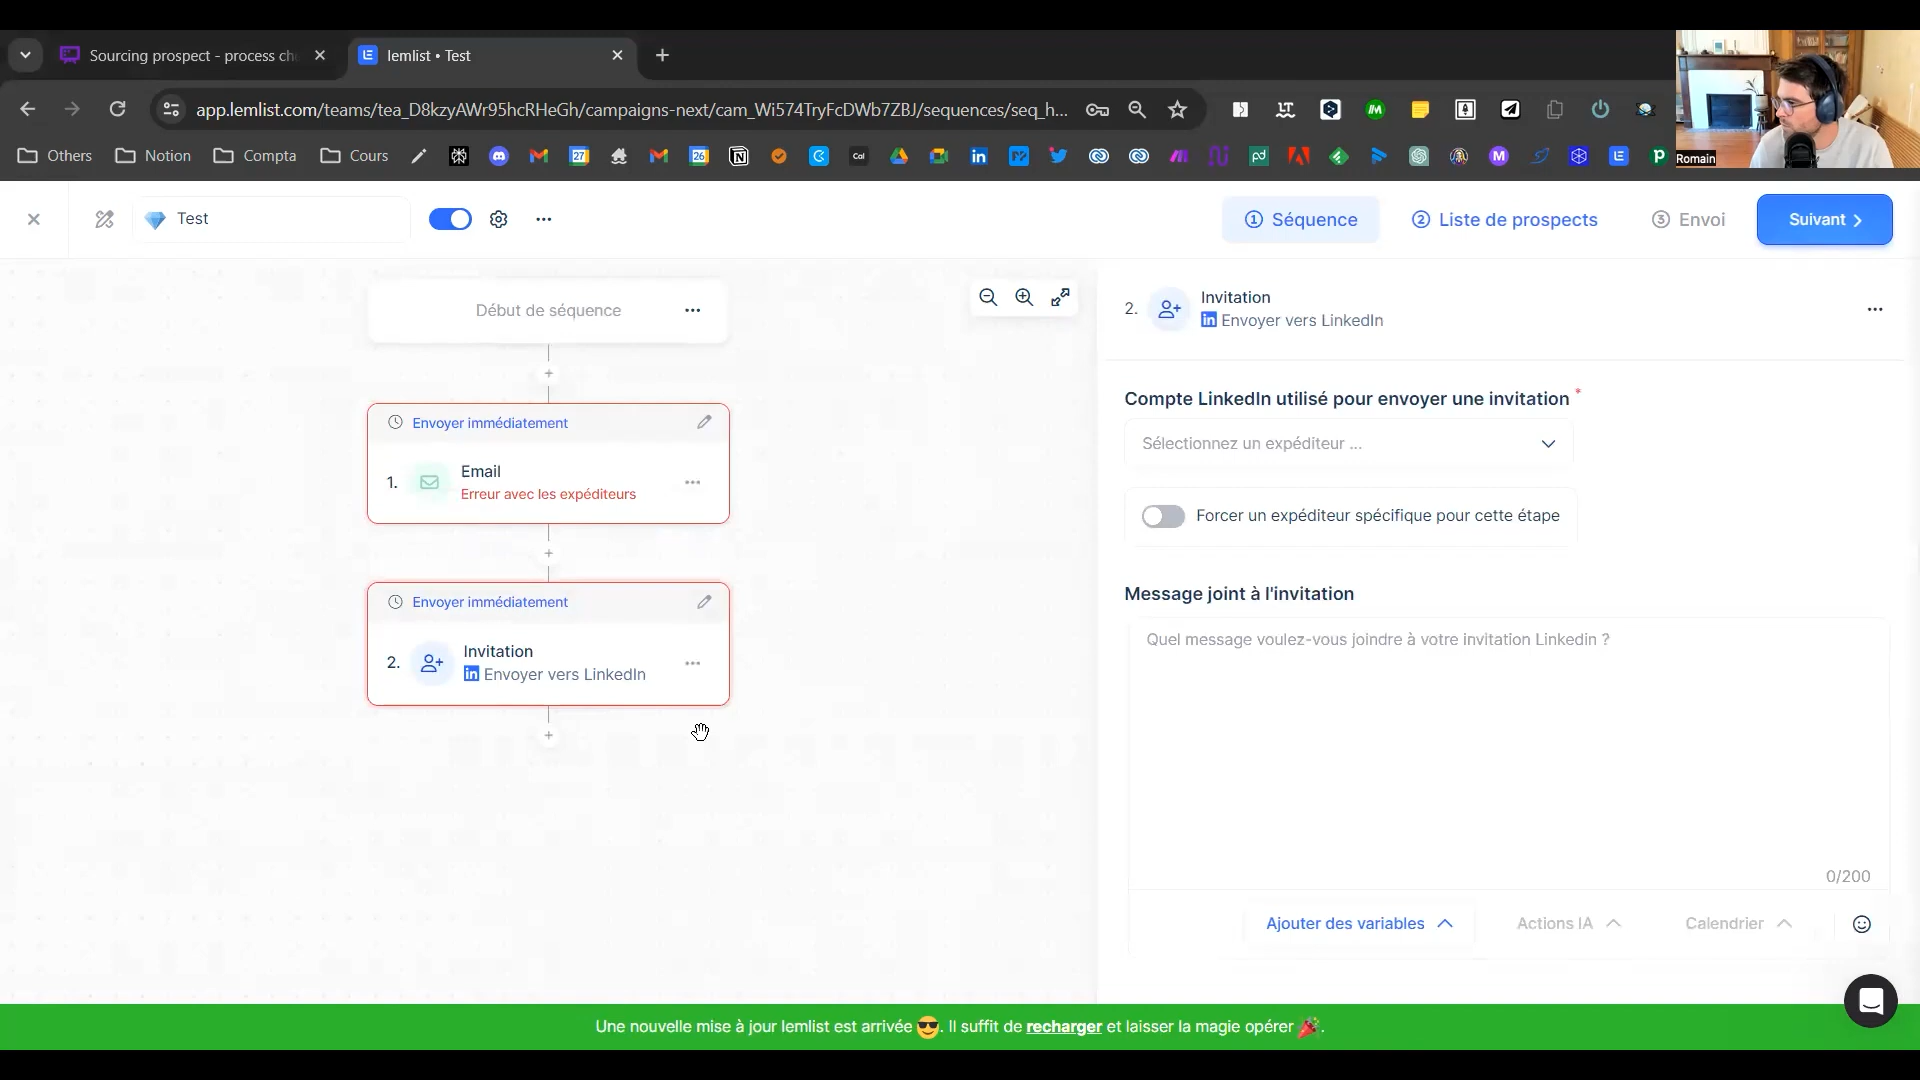 Sourcing prospect - process ch
lemlist • Test
app.lemlist.com/teams/tea_D8kzyAWr95hcRHeGh/campaigns-next/cam_Wi574TryFcDWb7ZBJ/sequences/seq_h...
Others
Notion
Compta
Cours
Romain
Test
1 Séquence
2 Liste de prospects
3 Envoi
Suivant
Début de séquence
Envoyer immédiatement
1.
Email
Erreur avec les expéditeurs
Envoyer immédiatement
2.
Invitation
Envoyer vers LinkedIn
2.
Invitation
Envoyer vers LinkedIn
Compte LinkedIn utilisé pour envoyer une invitation *
Sélectionnez un expéditeur ...
Forcer un expéditeur spécifique pour cette étape
Message joint à l'invitation
Quel message voulez-vous joindre à votre invitation Linkedin ?
0/200
Ajouter des variables
Actions IA
Calendrier
Une nouvelle mise à jour lemlist est arrivée 😎. Il suffit de recharger et laisser la magie opérer 🎉.